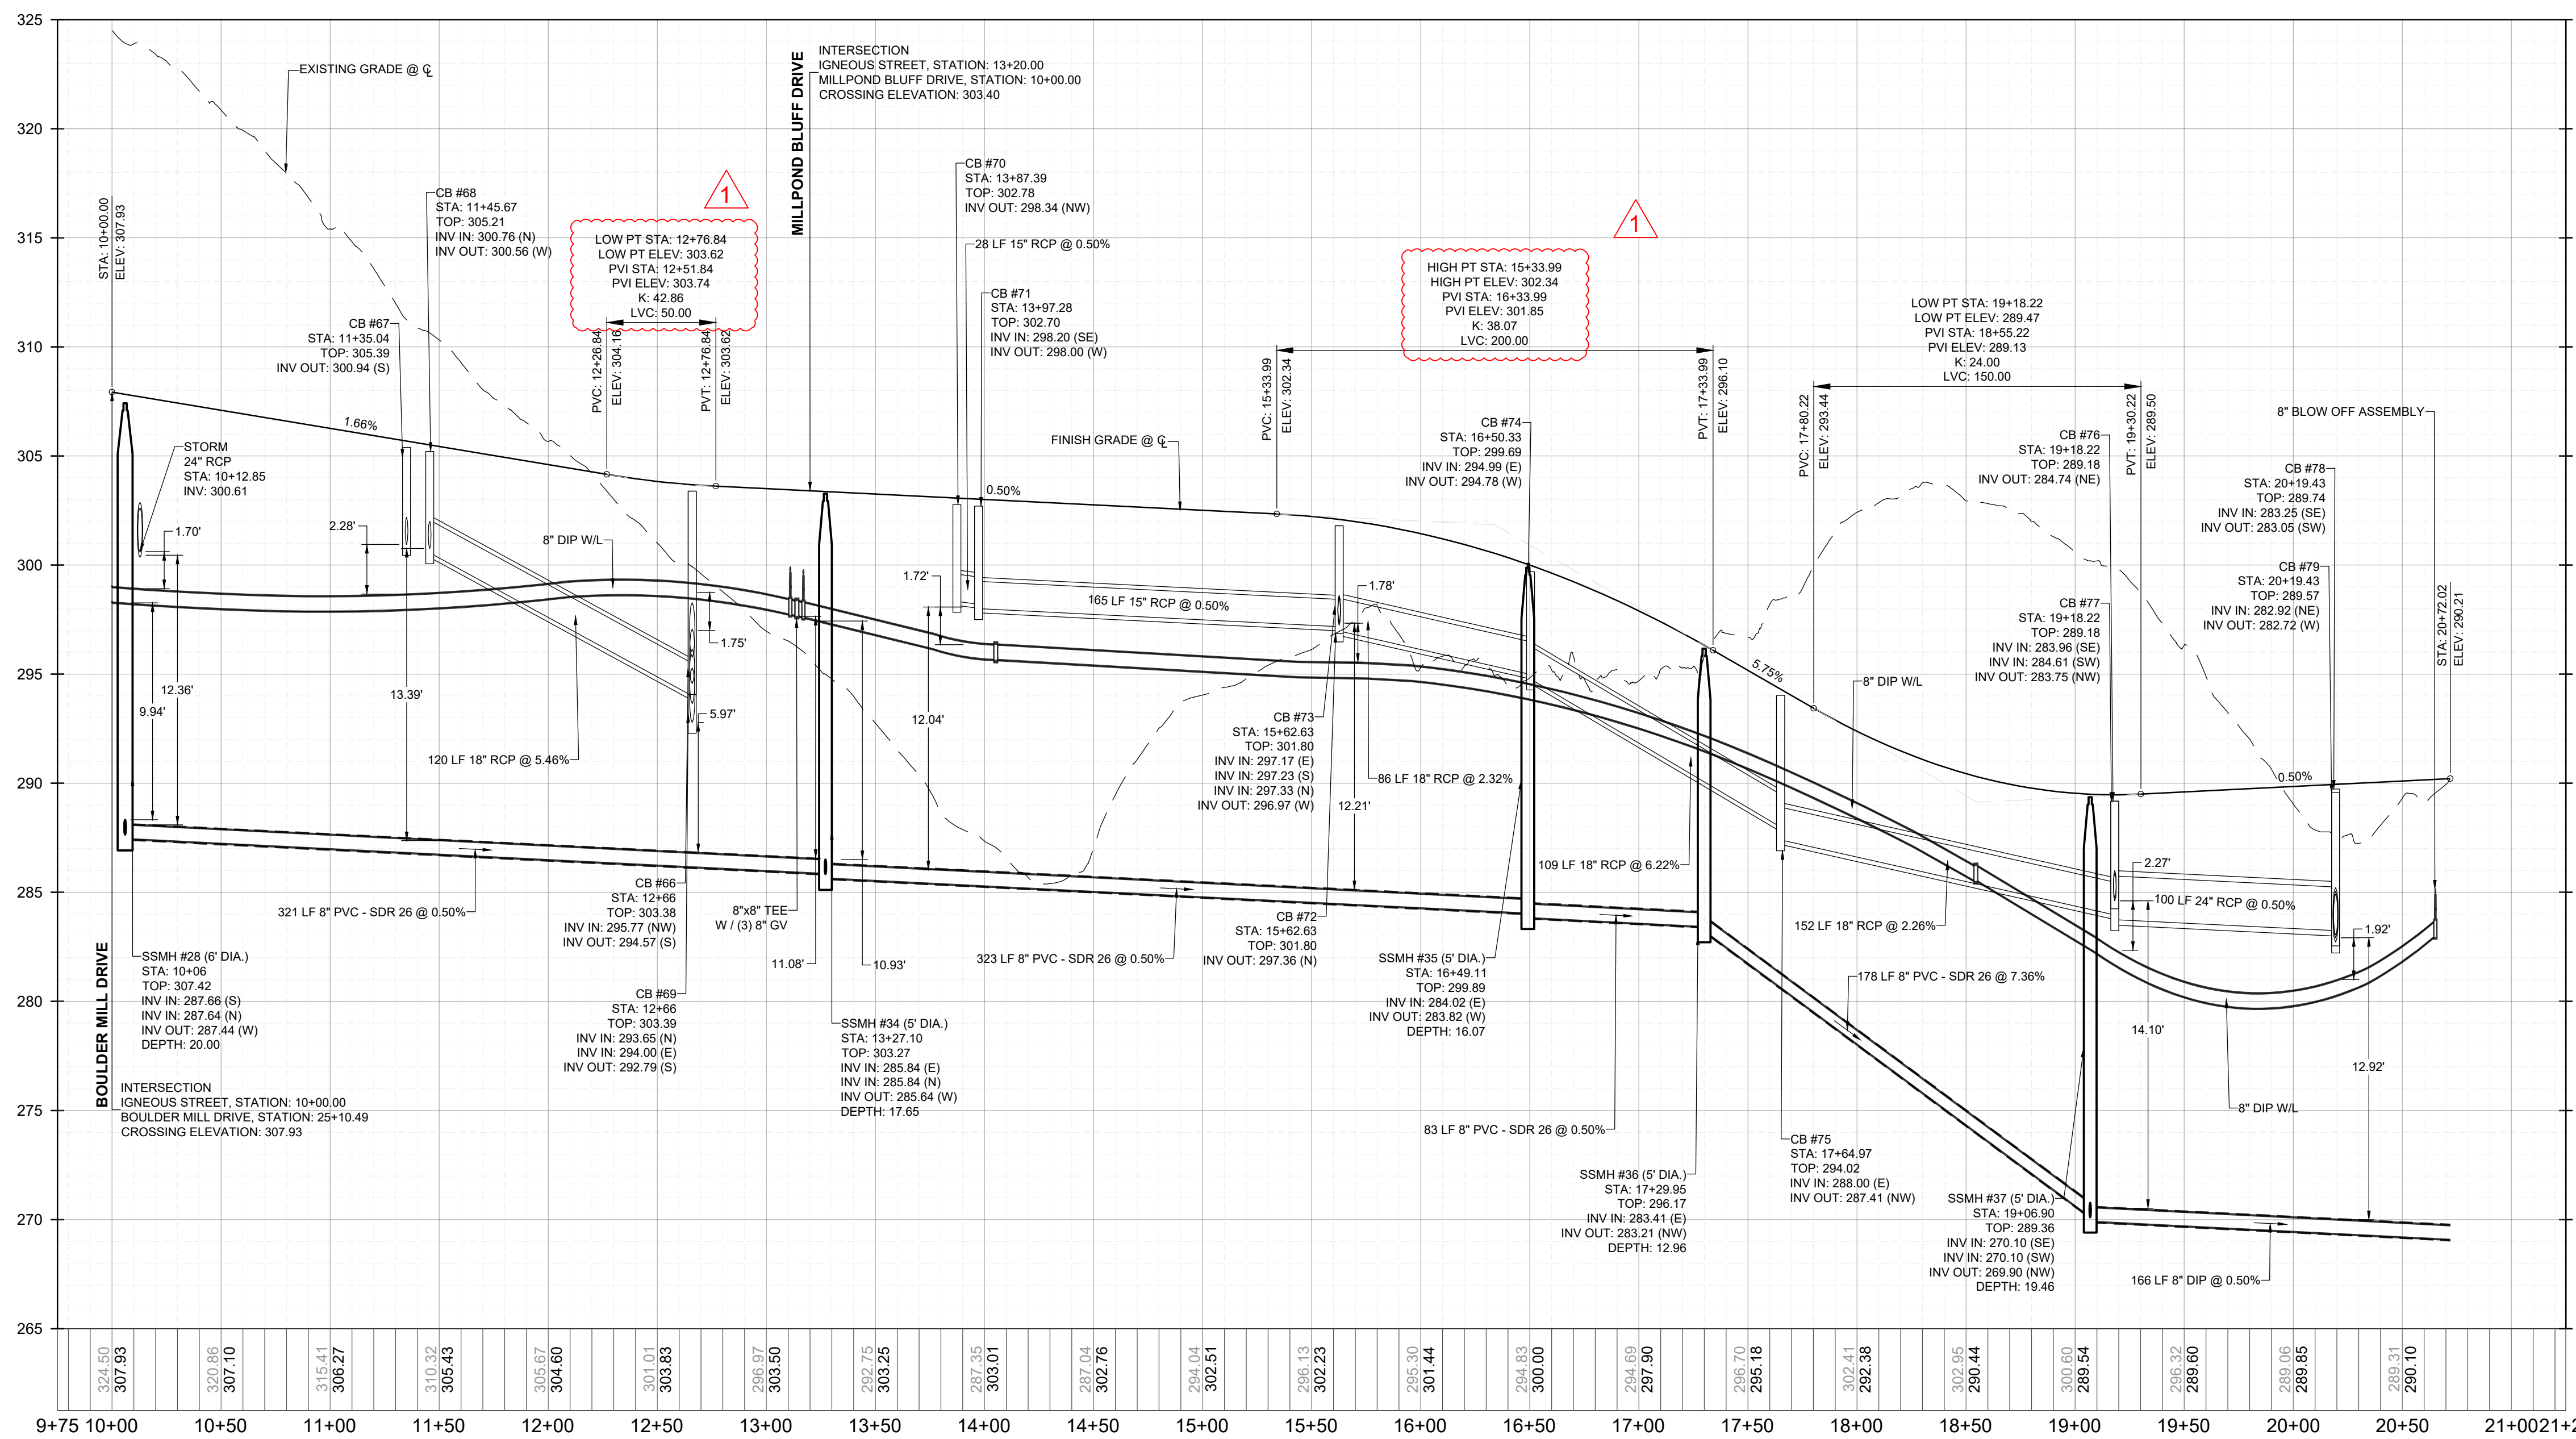 325
320
315
310
305
300
295
290
285
280
275
270
265
EXISTING GRADE @ ℄
STA: 10+00.00
ELEV: 307.93
1.66%
STORM
24" RCP
STA: 10+12.85
INV: 300.61
1.70'
12.36'
9.94'
CB #67
STA: 11+35.04
TOP: 305.39
INV OUT: 300.94 (S)
CB #68
STA: 11+45.67
TOP: 305.21
INV IN: 300.76 (N)
INV OUT: 300.56 (W)
2.28'
13.39'
8" DIP W/L
120 LF 18" RCP @ 5.46%
321 LF 8" PVC - SDR 26 @ 0.50%
BOULDER MILL DRIVE
SSMH #28 (6' DIA.)
STA: 10+06
TOP: 307.42
INV IN: 287.66 (S)
INV IN: 287.64 (N)
INV OUT: 287.44 (W)
DEPTH: 20.00
INTERSECTION
IGNEOUS STREET, STATION: 10+00.00
BOULDER MILL DRIVE, STATION: 25+10.49
CROSSING ELEVATION: 307.93
1
LOW PT STA: 12+76.84
LOW PT ELEV: 303.62
PVI STA: 12+51.84
PVI ELEV: 303.74
K: 42.86
LVC: 50.00
PVC: 12+26.84
ELEV: 304.16
PVT: 12+76.84
ELEV: 303.62
1.75'
5.97'
CB #66
STA: 12+66
TOP: 303.38
INV IN: 295.77 (NW)
INV OUT: 294.57 (S)
CB #69
STA: 12+66
TOP: 303.39
INV IN: 293.65 (N)
INV IN: 294.00 (E)
INV OUT: 292.79 (S)
8"x8" TEE
W / (3) 8" GV
11.08'
10.93'
MILLPOND BLUFF DRIVE
INTERSECTION
IGNEOUS STREET, STATION: 13+20.00
MILLPOND BLUFF DRIVE, STATION: 10+00.00
CROSSING ELEVATION: 303.40
SSMH #34 (5' DIA.)
STA: 13+27.10
TOP: 303.27
INV IN: 285.84 (E)
INV IN: 285.84 (N)
INV OUT: 285.64 (W)
DEPTH: 17.65
CB #70
STA: 13+87.39
TOP: 302.78
INV OUT: 298.34 (NW)
28 LF 15" RCP @ 0.50%
CB #71
STA: 13+97.28
TOP: 302.70
INV IN: 298.20 (SE)
INV OUT: 298.00 (W)
0.50%
FINISH GRADE @ ℄
1.72'
12.04'
165 LF 15" RCP @ 0.50%
323 LF 8" PVC - SDR 26 @ 0.50%
1
HIGH PT STA: 15+33.99
HIGH PT ELEV: 302.34
PVI STA: 16+33.99
PVI ELEV: 301.85
K: 38.07
LVC: 200.00
PVC: 15+33.99
ELEV: 302.34
PVT: 17+33.99
ELEV: 296.10
CB #74
STA: 16+50.33
TOP: 299.69
INV IN: 294.99 (E)
INV OUT: 294.78 (W)
1.78'
12.21'
CB #73
STA: 15+62.63
TOP: 301.80
INV IN: 297.17 (E)
INV IN: 297.23 (S)
INV IN: 297.33 (N)
INV OUT: 296.97 (W)
86 LF 18" RCP @ 2.32%
CB #72
STA: 15+62.63
TOP: 301.80
INV OUT: 297.36 (N)
SSMH #35 (5' DIA.)
STA: 16+49.11
TOP: 299.89
INV IN: 284.02 (E)
INV OUT: 283.82 (W)
DEPTH: 16.07
109 LF 18" RCP @ 6.22%
83 LF 8" PVC - SDR 26 @ 0.50%
SSMH #36 (5' DIA.)
STA: 17+29.95
TOP: 296.17
INV IN: 283.41 (E)
INV OUT: 283.21 (NW)
DEPTH: 12.96
5.75%
LOW PT STA: 19+18.22
LOW PT ELEV: 289.47
PVI STA: 18+55.22
PVI ELEV: 289.13
K: 24.00
LVC: 150.00
PVC: 17+80.22
ELEV: 293.44
PVT: 19+30.22
ELEV: 289.50
8" DIP W/L
CB #75
STA: 17+64.97
TOP: 294.02
INV IN: 288.00 (E)
INV OUT: 287.41 (NW)
152 LF 18" RCP @ 2.26%
178 LF 8" PVC - SDR 26 @ 7.36%
CB #76
STA: 19+18.22
TOP: 289.18
INV OUT: 284.74 (NE)
CB #77
STA: 19+18.22
TOP: 289.18
INV IN: 283.96 (SE)
INV IN: 284.61 (SW)
INV OUT: 283.75 (NW)
SSMH #37 (5' DIA.)
STA: 19+06.90
TOP: 289.36
INV IN: 270.10 (SE)
INV IN: 270.10 (SW)
INV OUT: 269.90 (NW)
DEPTH: 19.46
2.27'
14.10'
100 LF 24" RCP @ 0.50%
CB #78
STA: 20+19.43
TOP: 289.74
INV IN: 283.25 (SE)
INV OUT: 283.05 (SW)
CB #79
STA: 20+19.43
TOP: 289.57
INV IN: 282.92 (NE)
INV OUT: 282.72 (W)
8" BLOW OFF ASSEMBLY
STA: 20+72.02
ELEV: 290.21
0.50%
1.92'
12.92'
8" DIP W/L
166 LF 8" DIP @ 0.50%
324.50
307.93
320.86
307.10
315.41
306.27
310.32
305.43
305.67
304.60
301.01
303.83
296.97
303.50
292.75
303.25
287.35
303.01
287.04
302.76
294.04
302.51
296.13
302.23
295.30
301.44
294.83
300.00
294.69
297.90
296.70
295.18
302.41
292.38
302.95
290.44
300.60
289.54
296.32
289.60
289.06
289.85
289.31
290.10
9+75 10+00 10+50 11+00 11+50 12+00 12+50 13+00 13+50 14+00 14+50 15+00 15+50 16+00 16+50 17+00 17+50 18+00 18+50 19+00 19+50 20+00 20+50 21+00